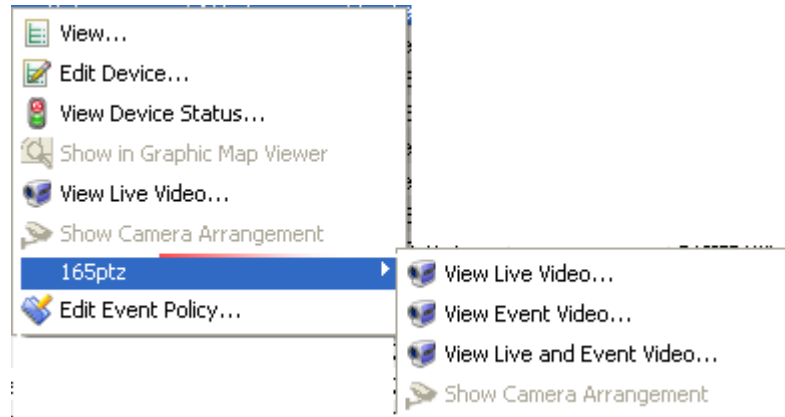 View...
Edit Device...
View Device Status...
Show in Graphic Map Viewer
View Live Video...
Show Camera Arrangement
165ptz
Edit Event Policy...
View Live Video...
View Event Video...
View Live and Event Video...
Show Camera Arrangement